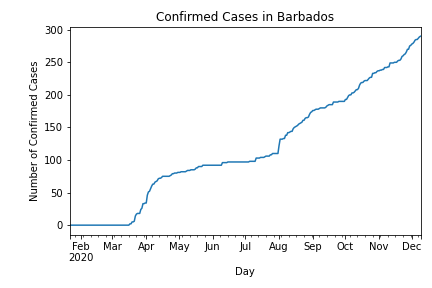 Confirmed Cases in Barbados
300
250
200
150
100
50
0
Number of Confirmed Cases
Feb Mar Apr May Jun Jul Aug Sep Oct Nov Dec
2020
Day